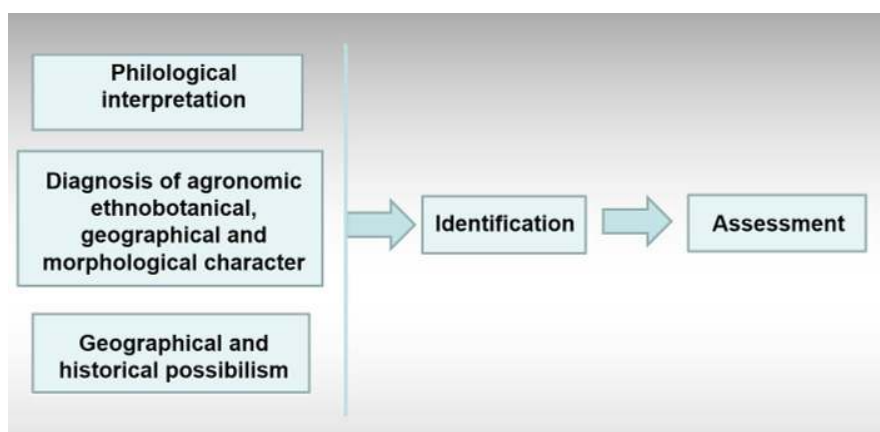 Philological
interpretation
Diagnosis of agronomic
ethnobotanical,
geographical and
morphological character
Geographical and
historical possibilism
Identification
Assessment